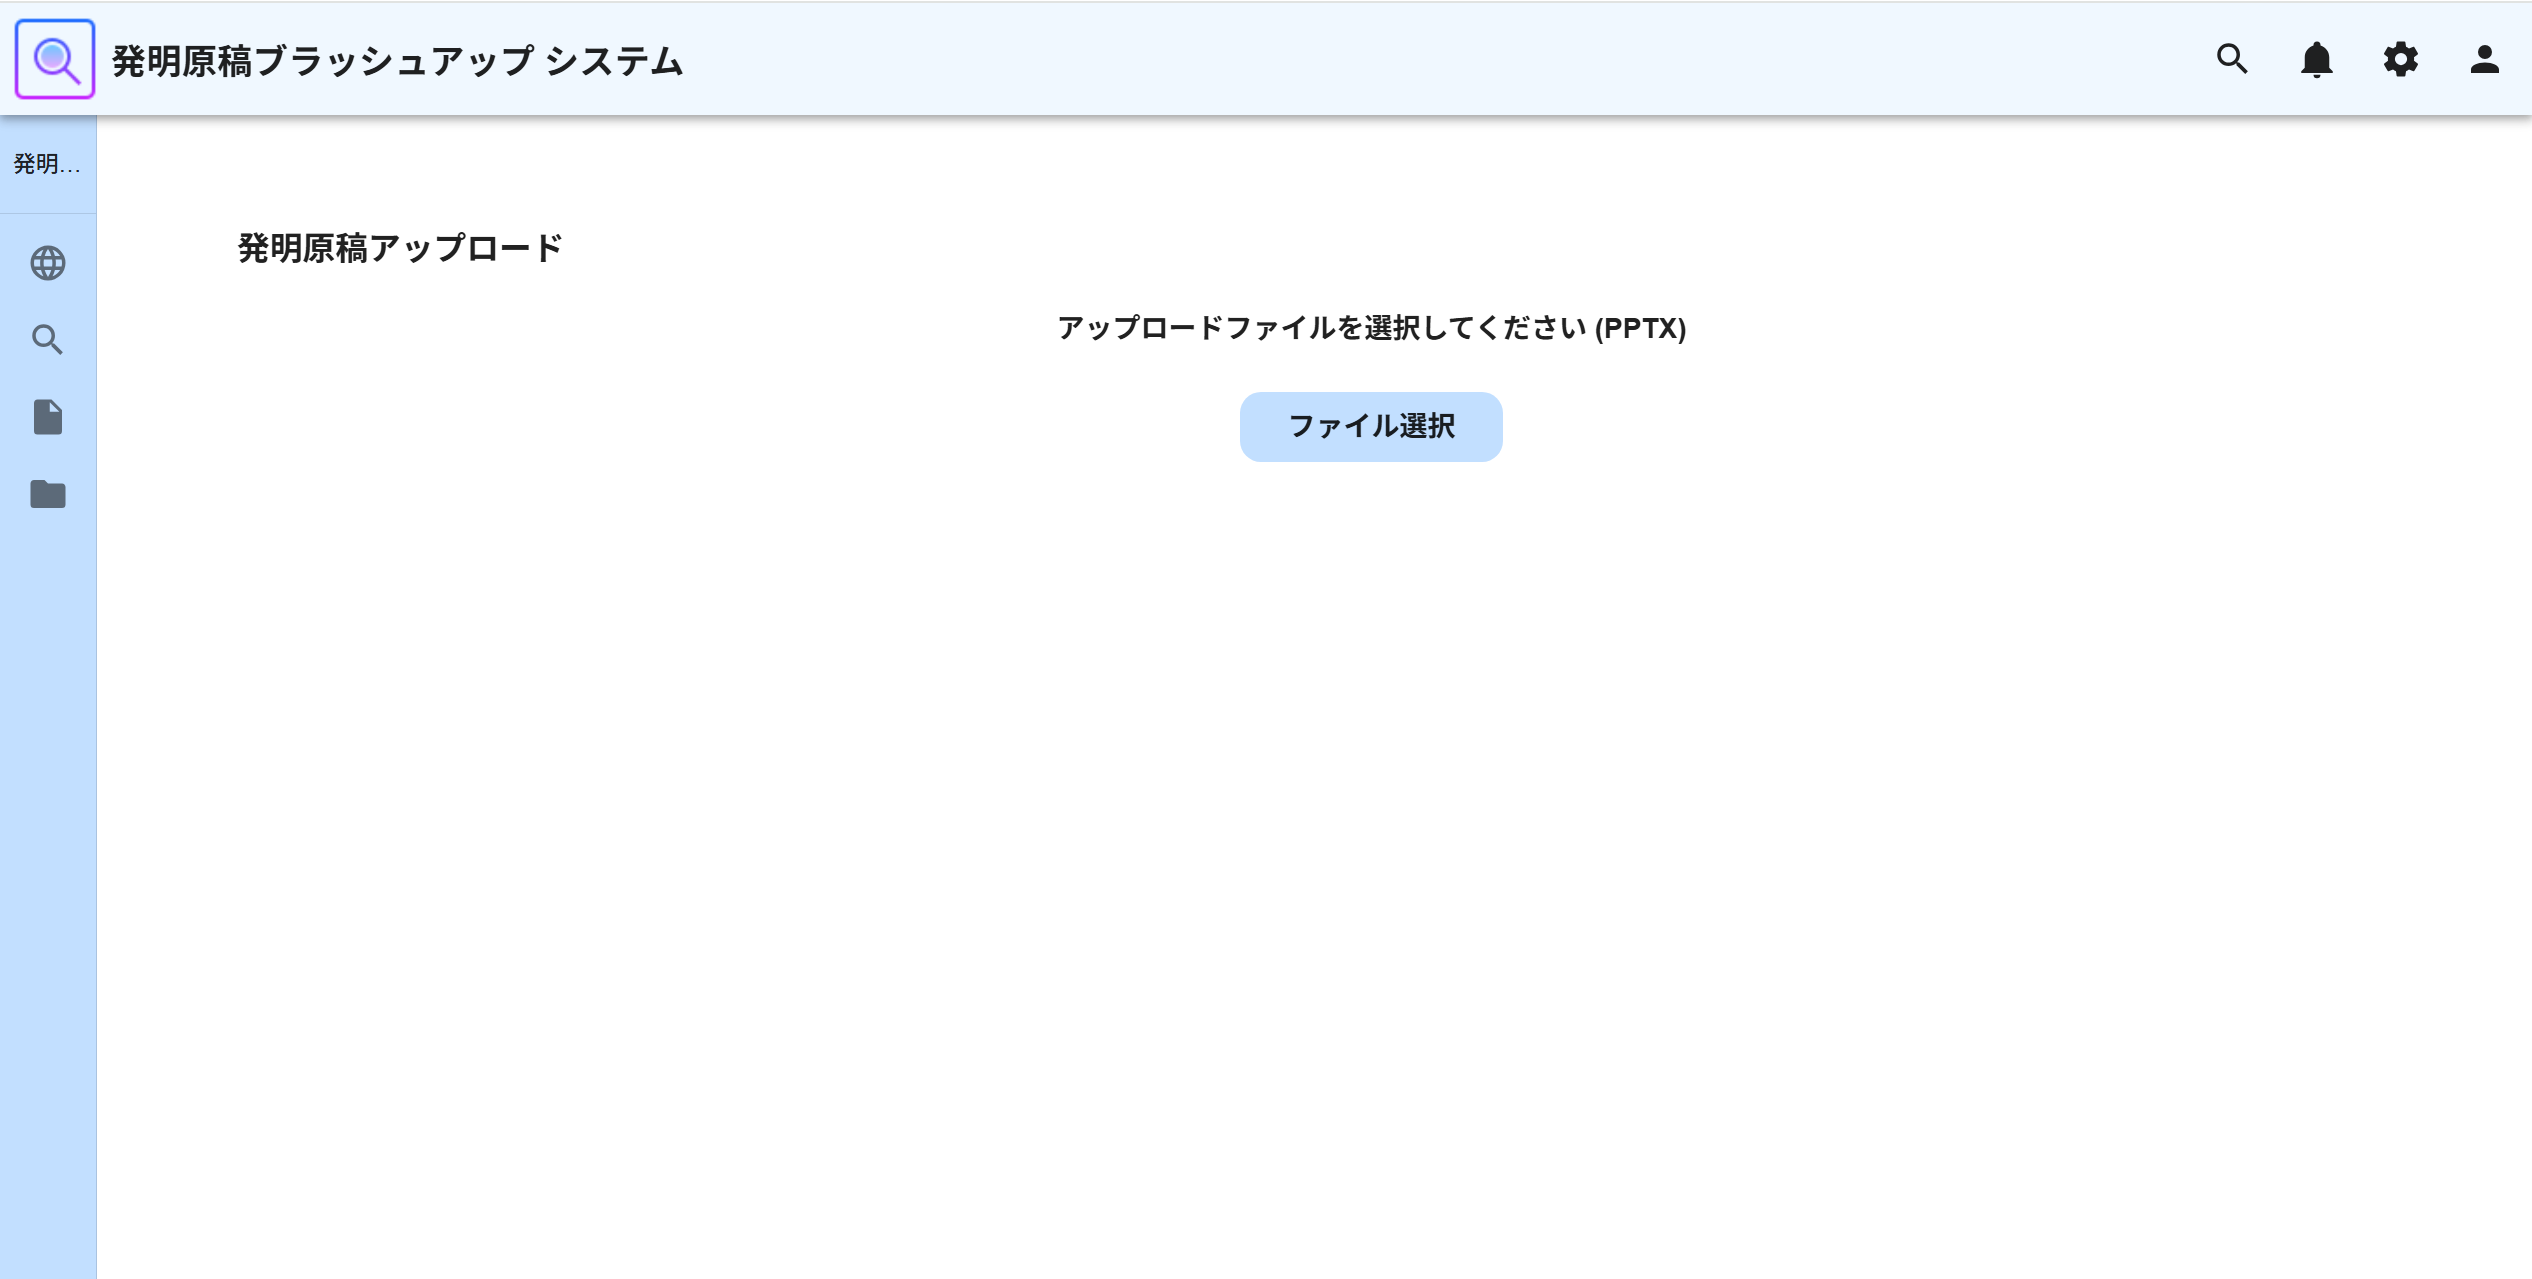 発明原稿ブラッシュアップ システム
発明…
発明原稿アップロード
アップロードファイルを選択してください (PPTX)
ファイル選択